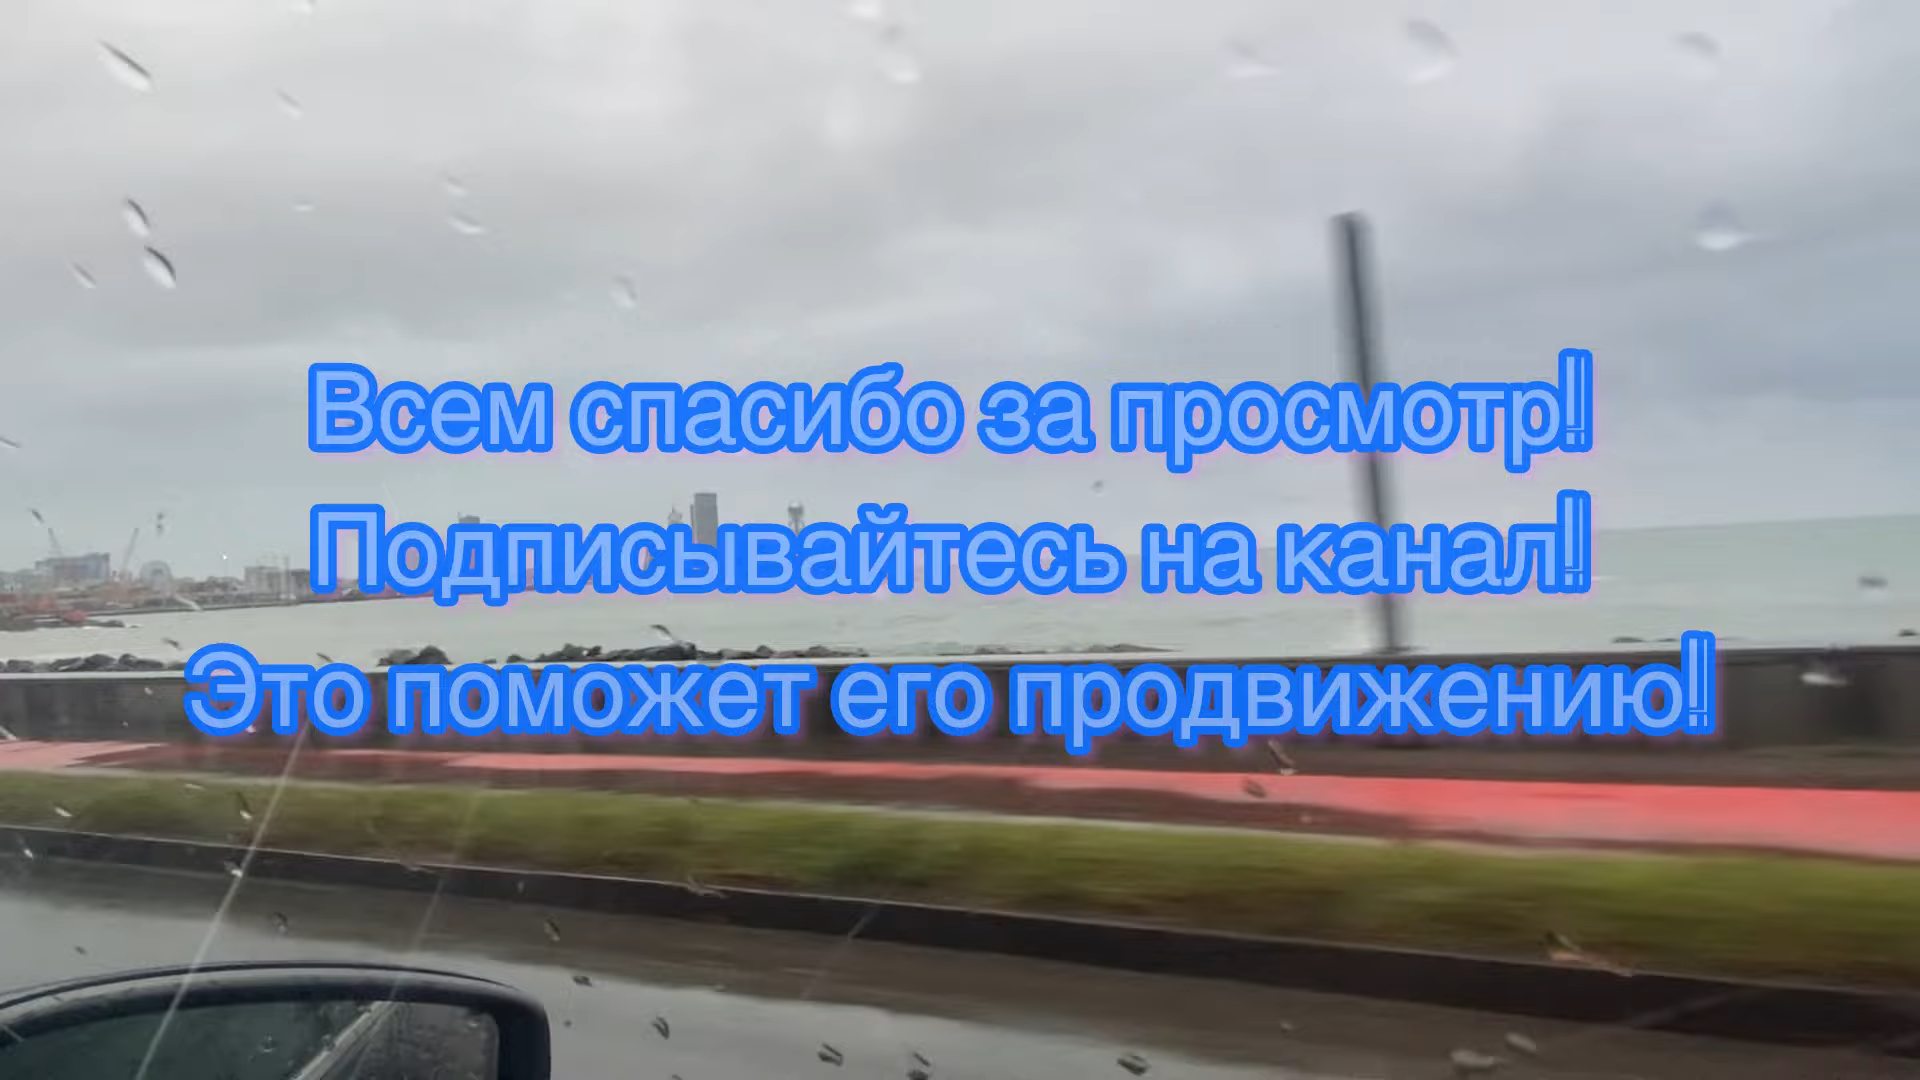 Всем спасибо за просмотр!
Подписывайтесь на канал!
Это поможет его продвижению!